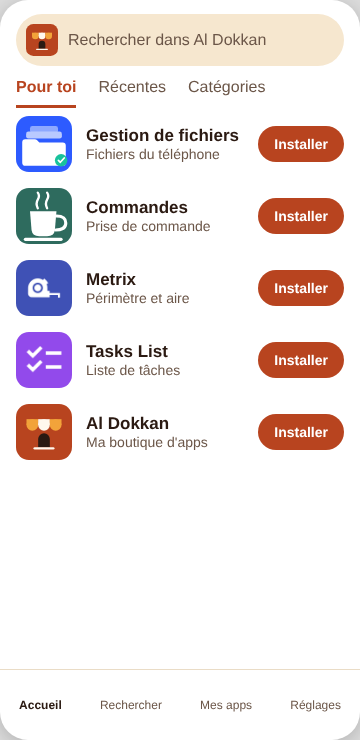 Rechercher dans Al Dokkan
Pour toi Récentes Catégories
Gestion de fichiers
Fichiers du téléphone
Installer
Commandes
Prise de commande
Installer
Metrix
Périmètre et aire
Installer
Tasks List
Liste de tâches
Installer
Al Dokkan
Ma boutique d'apps
Installer
Accueil Rechercher Mes apps Réglages